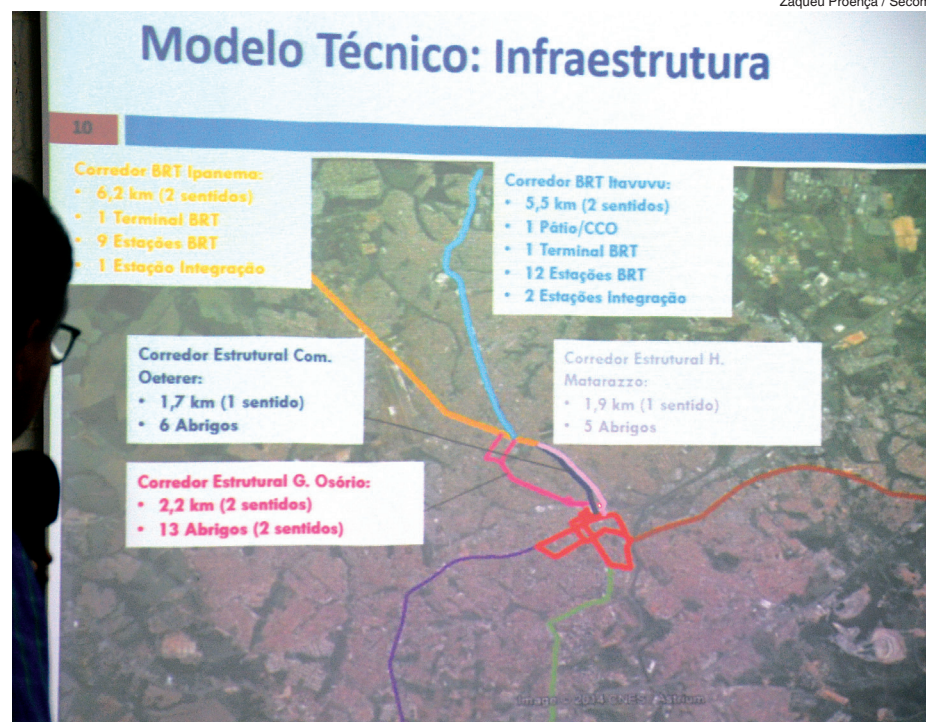 Zaqueu Proença / Secom
Modelo Técnico: Infraestrutura
10
Corredor BRT Ipanema:
• 6,2 km (2 sentidos)
• 1 Terminal BRT
• 9 Estações BRT
• 1 Estação Integração
Corredor BRT Itavuvu:
• 5,5 km (2 sentidos)
• 1 Pátio/CCO
• 1 Terminal BRT
• 12 Estações BRT
• 2 Estações Integração
Corredor Estrutural Com.
Oeterer:
• 1,7 km (1 sentido)
• 6 Abrigos
Corredor Estrutural H.
Matarazzo:
• 1,9 km (1 sentido)
• 5 Abrigos
Corredor Estrutural G. Osório:
• 2,2 km (2 sentidos)
• 13 Abrigos (2 sentidos)
Image © 2014 CNES / Astrium